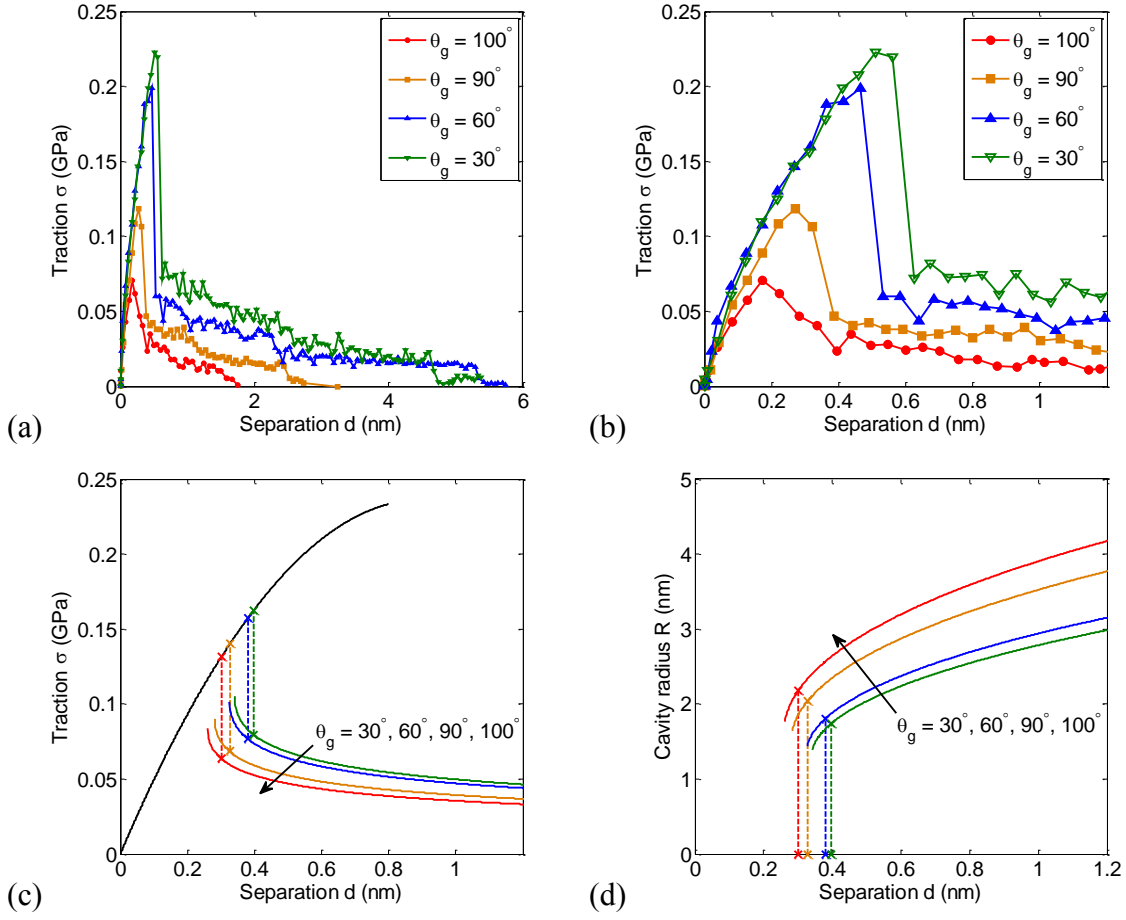 0.25
0.2
0.15
0.1
0.05
0
0 2 4 6
Traction σ (GPa)
Separation d (nm)
θg = 100°
θg = 90°
θg = 60°
θg = 30°
(a)
0.25
0.2
0.15
0.1
0.05
0
0 0.2 0.4 0.6 0.8 1
Traction σ (GPa)
Separation d (nm)
θg = 100°
θg = 90°
θg = 60°
θg = 30°
(b)
0.25
0.2
0.15
0.1
0.05
0
0 0.2 0.4 0.6 0.8 1
Traction σ (GPa)
Separation d (nm)
θg = 30°, 60°, 90°, 100°
(c)
5
4
3
2
1
0
0 0.2 0.4 0.6 0.8 1 1.2
Cavity radius R (nm)
Separation d (nm)
θg = 30°, 60°, 90°, 100°
(d)